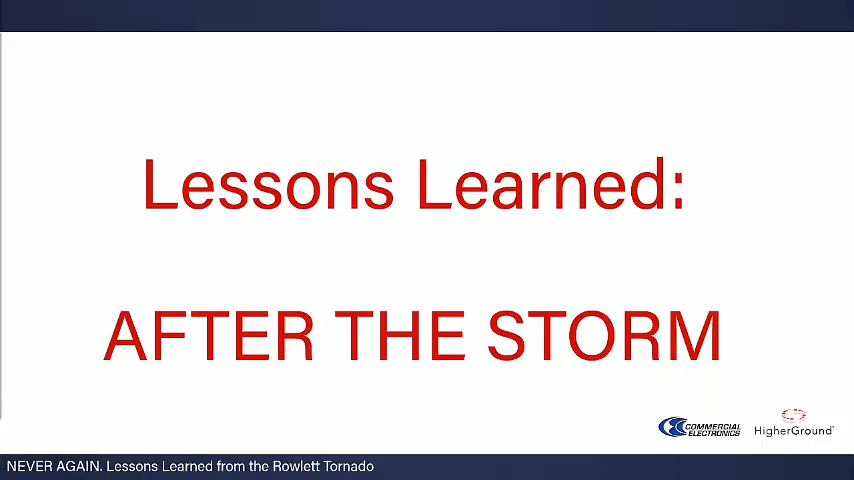 Lessons Learned:
AFTER THE STORM
COMMERCIAL
ELECTRONICS
HigherGround
NEVER AGAIN. Lessons Learned from the Rowlett Tornado